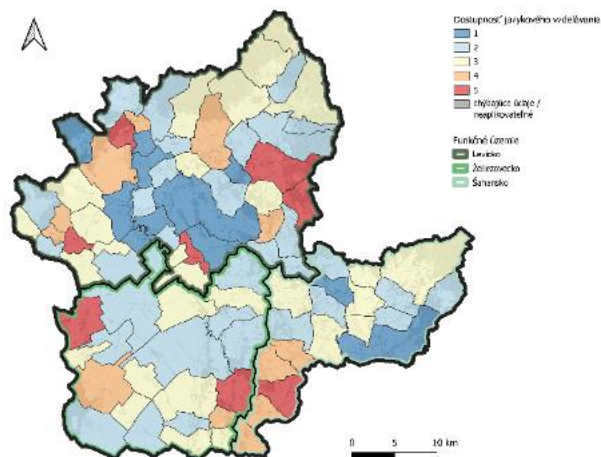 Dostupnosť jazykového vzdelávania
1
2
3
4
5
chýbajúce údaje /
neaplikovateľné
Funkčné územie
Levicko
Želiezovecko
Šahansko
0 5 10 km